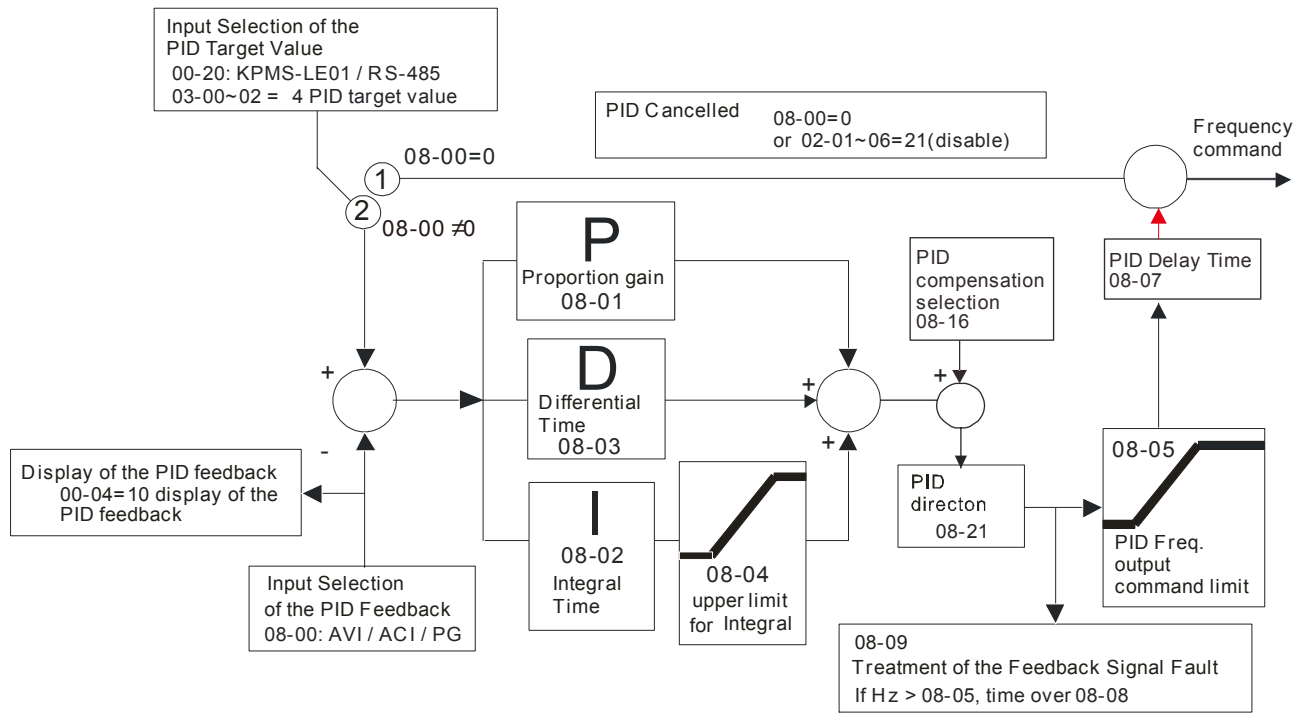 Input Selection of the
PID Target Value
00-20: KPMS-LE01 / RS-485
03-00~02 = 4 PID target value
PID Cancelled
08-00=0
or 02-01~06=21(disable)
Frequency
command
08-00=0
1
2
08-00 ≠0
P
Proportion gain
08-01
PID
compensation
selection
08-16
PID Delay Time
08-07
+
-
D
Differential
Time
08-03
+
+
+
Display of the PID feedback
00-04=10 display of the
PID feedback
I
08-02
Integral
Time
08-04
upper limit
for Integral
PID
directon
08-21
08-05
PID Freq.
output
command limit
Input Selection
of the PID Feedback
08-00: AVI / ACI / PG
08-09
Treatment of the Feedback Signal Fault
If Hz > 08-05, time over 08-08